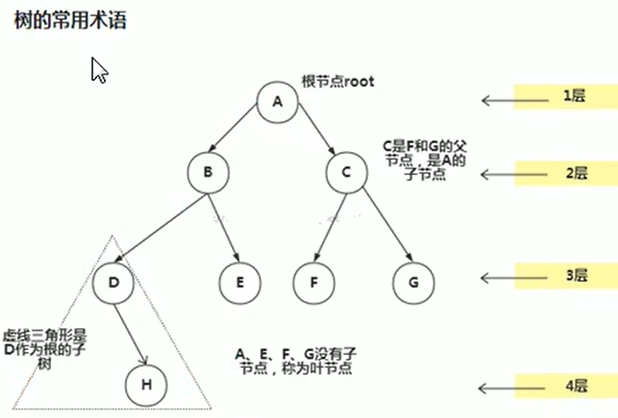 树的常用术语
A
根节点root
1层
B
C
C是F和G的父
节点，是A的
子节点
2层
D
E
F
G
3层
虚线三角形是
D作为根的子
树
H
A、E、F、G没有子
节点，称为叶节点
4层